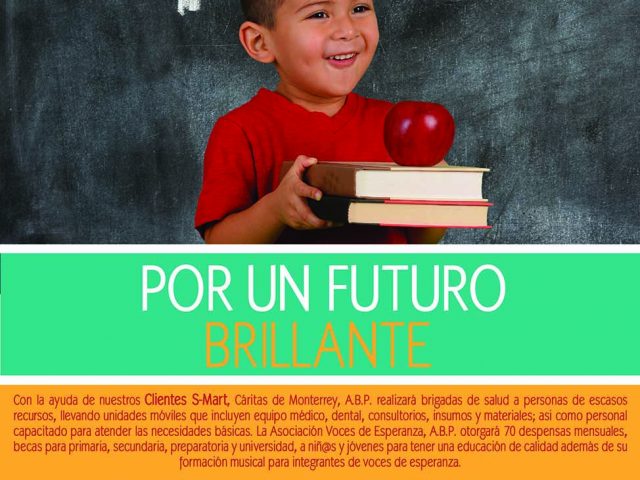 POR UN FUTURO
BRILLANTE
Con la ayuda de nuestros Clientes S-Mart, Cáritas de Monterrey, A.B.P. realizará brigadas de salud a personas de escasos
recursos, llevando unidades móviles que incluyen equipo médico, dental, consultorios, insumos y materiales; asi como personal
capacitado para atender las necesidades básicas. La Asociación Voces de Esperanza, A.B.P. otorgará 70 despensas mensuales,
becas para primaria, secundaria, preparatoria y universidad, a niñ@s y jóvenes para tener una educación de calidad además de su
formación musical para integrantes de voces de esperanza.